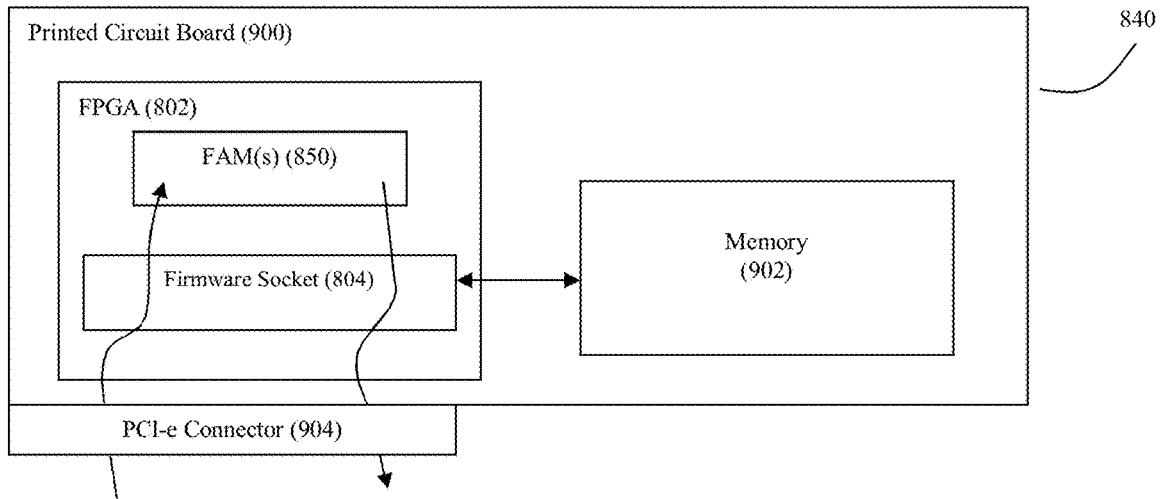 840
Printed Circuit Board (900)
FPGA (802)
FAM(s) (850)
Memory
(902)
Firmware Socket (804)
PCI-e Connector (904)